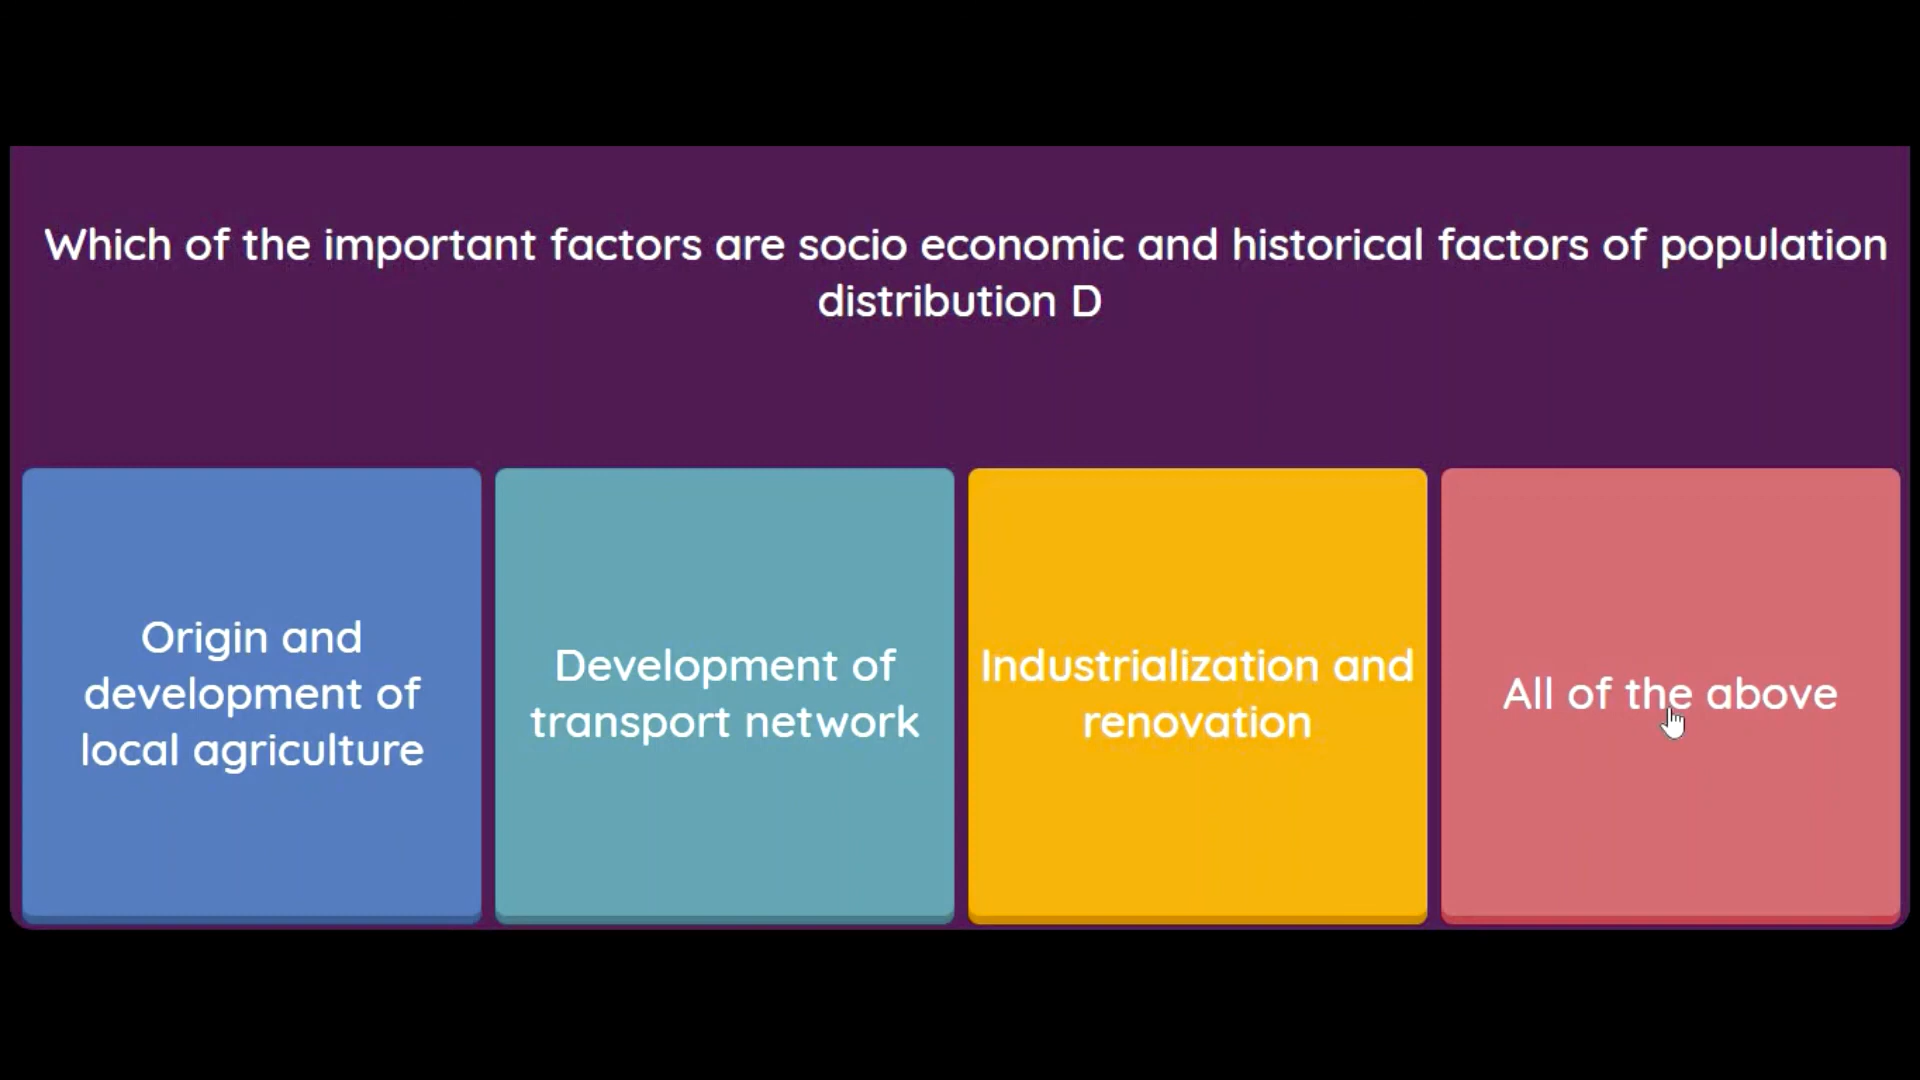 Which of the important factors are socio economic and historical factors of population
distribution D
Origin and
development of
local agriculture
Development of
transport network
Industrialization and
renovation
All of the above